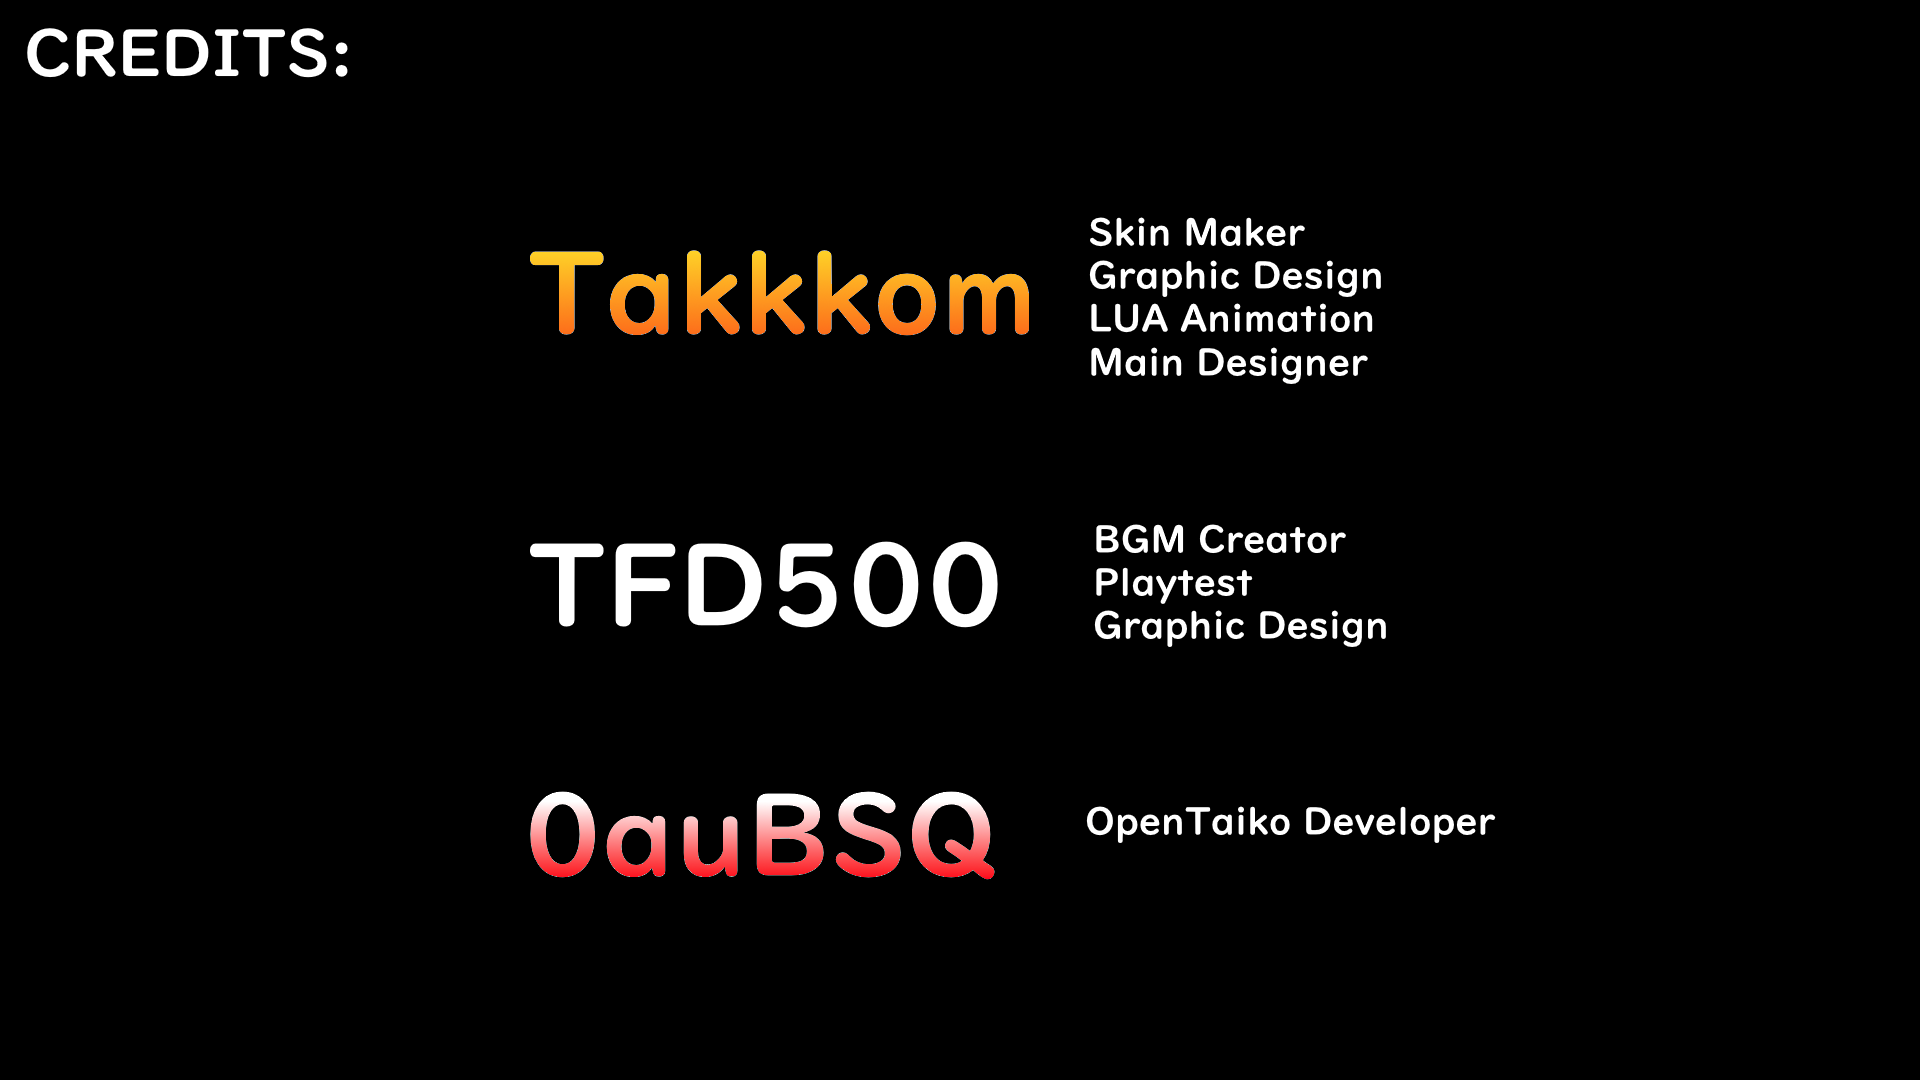 CREDITS:
Takkkom
Skin Maker
Graphic Design
LUA Animation
Main Designer
TFD500
BGM Creator
Playtest
Graphic Design
0auBSQ
OpenTaiko Developer